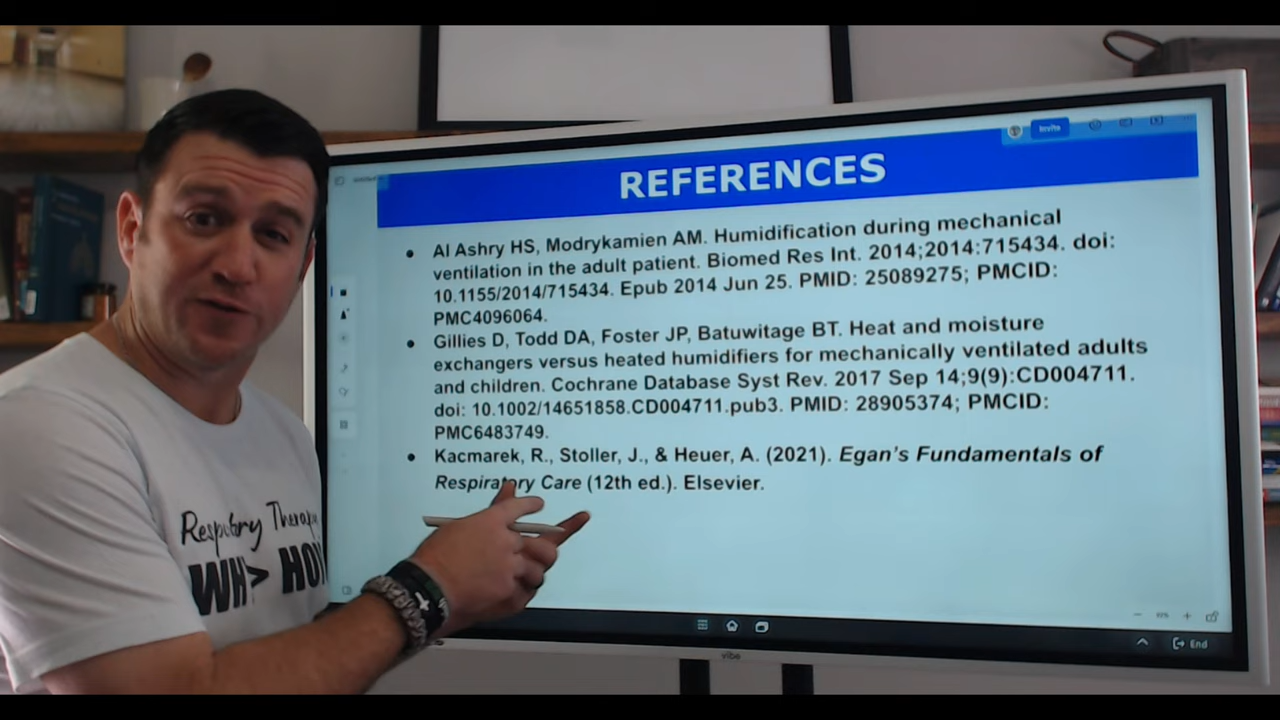 Invite
REFERENCES
• Al Ashry HS, Modrykamien AM. Humidification during mechanical
ventilation in the adult patient. Biomed Res Int. 2014;2014:715434. doi:
10.1155/2014/715434. Epub 2014 Jun 25. PMID: 25089275; PMCID:
PMC4096064.
• Gillies D, Todd DA, Foster JP, Batuwitage BT. Heat and moisture
exchangers versus heated humidifiers for mechanically ventilated adults
and children. Cochrane Database Syst Rev. 2017 Sep 14;9(9):CD004711.
doi: 10.1002/14651858.CD004711.pub3. PMID: 28905374; PMCID:
PMC6483749.
• Kacmarek, R., Stoller, J., & Heuer, A. (2021). Egan's Fundamentals of
Respiratory Care (12th ed.). Elsevier.
Respiratory
WH > HO
End
vibe